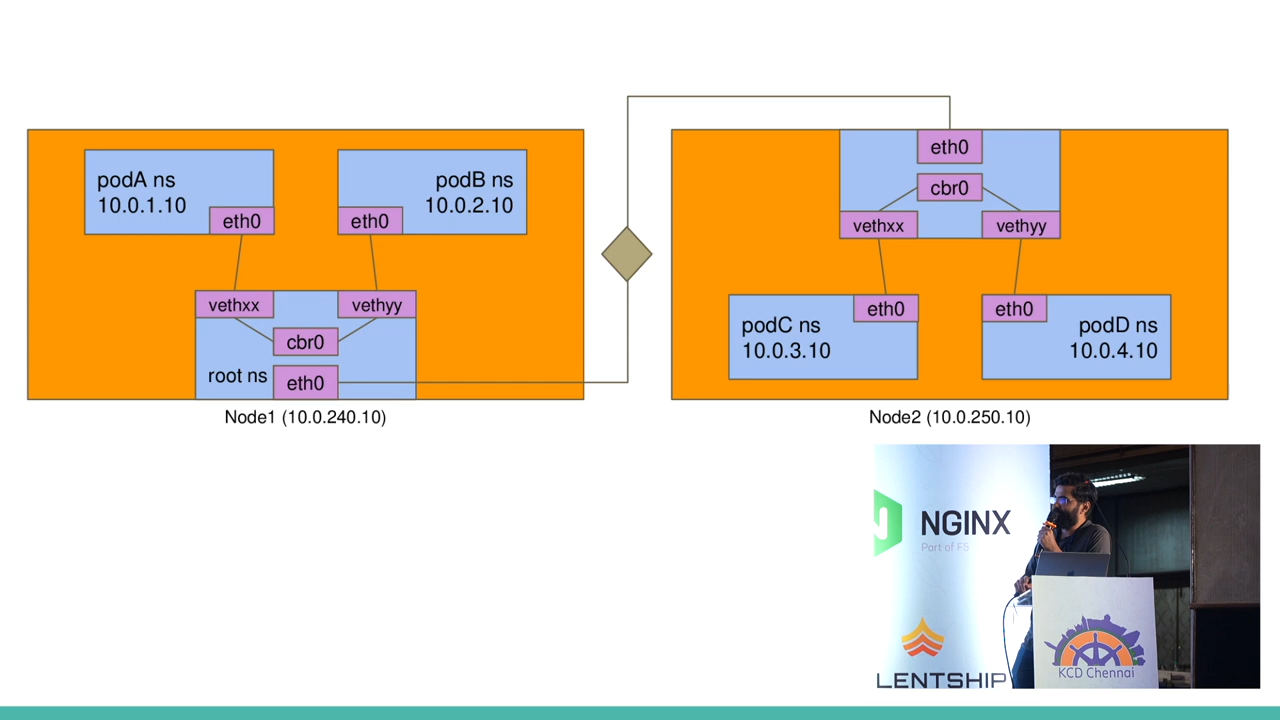 podA ns
10.0.1.10
eth0
podB ns
10.0.2.10
eth0
vethxx
vethyy
cbr0
root ns
eth0
Node1 (10.0.240.10)
eth0
cbr0
vethxx
vethyy
podC ns
10.0.3.10
eth0
eth0
podD ns
10.0.4.10
Node2 (10.0.250.10)
NGINX
Part of F5
LENTSHIP
KCD Chennai